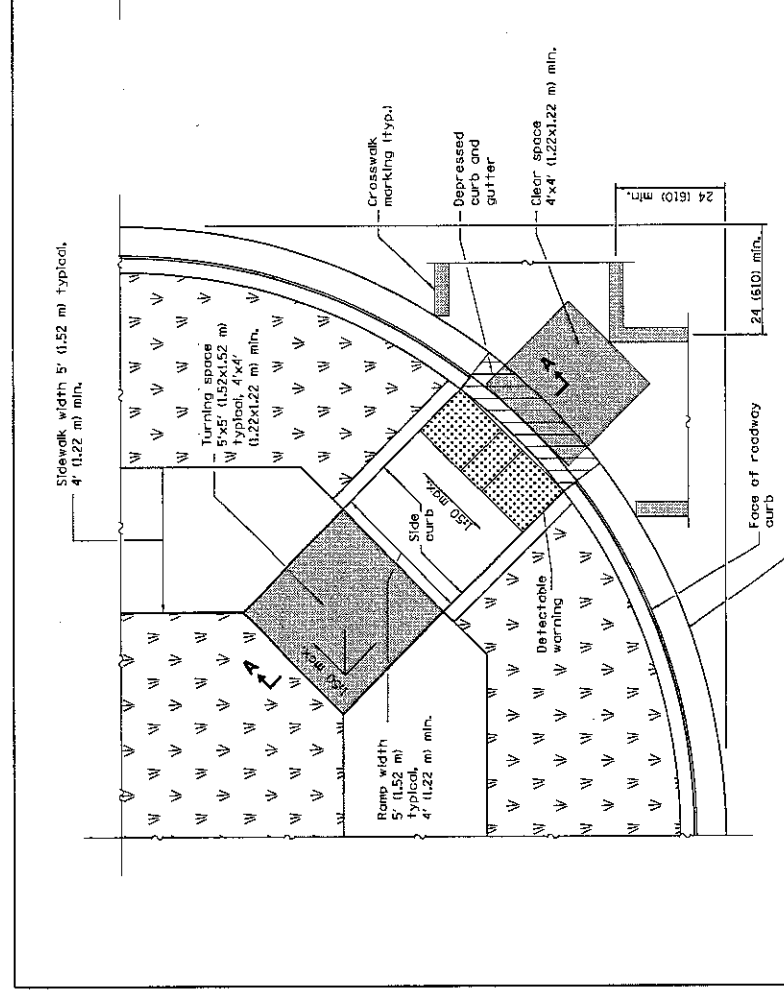 Sidewalk width 5' (1.52 m) typical,
4' (1.22 m) min.
Turning space
5'x5' (1.52x1.52 m)
typical, 4'x4'
(1.22x1.22 m) min.
Crosswalk
marking (typ.)
Depressed
curb and
gutter
Clear space
4'x4' (1.22x1.22 m) min.
24 (610) min.
24 (610) min.
A
A
1:50 max.
1:50 max.
Side
curb
Detectable
warning
Ramp width
5' (1.52 m)
typical,
4' (1.22 m) min.
Face of roadway
curb